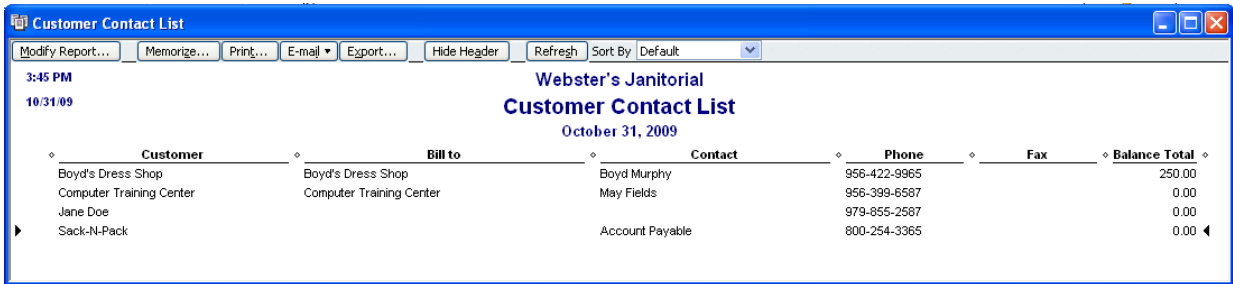 Customer Contact List
Modify Report... Memorize... Print... E-mail Export... Hide Header Refresh Sort By Default
3:45 PM Webster's Janitorial
10/31/09 Customer Contact List
October 31, 2009
Customer Bill to Contact Phone Fax Balance Total
Boyd's Dress Shop Boyd's Dress Shop Boyd Murphy 956-422-9965 250.00
Computer Training Center Computer Training Center May Fields 956-399-6587 0.00
Jane Doe 979-855-2587 0.00
Sack-N-Pack Account Payable 800-254-3365 0.00